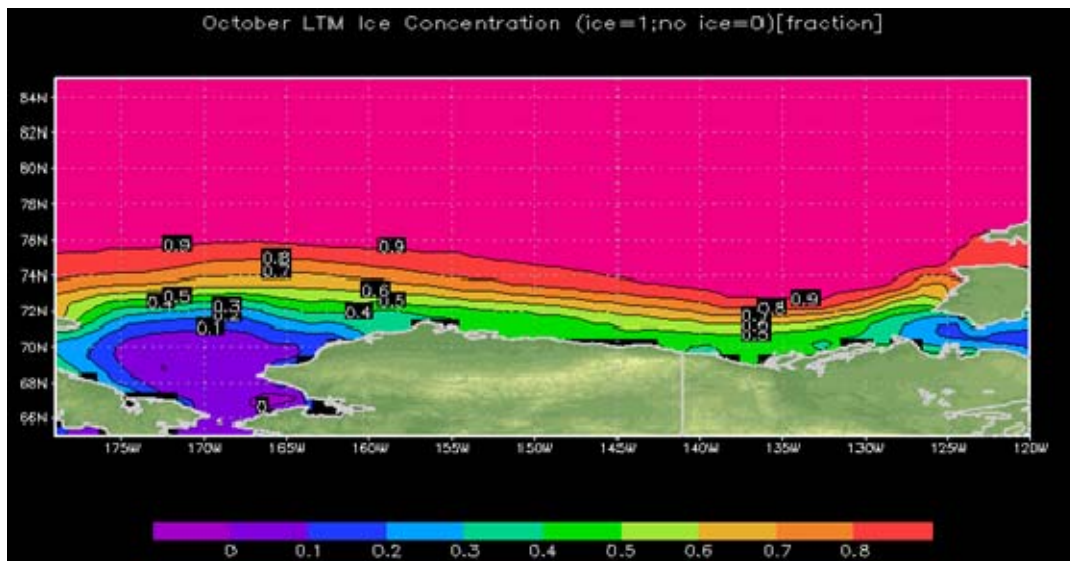 October LTM Ice Concentration (ice=1;no ice=0)[fraction]
84N
82N
80N
78N
76N
0.9
0.9
0.8
74N
0.7
0.6
0.5
0.5
0.9
0.8
72N
0.3
0.4
0.1
0.5
70N
68N
0
66N
175W 170W 165W 160W 155W 150W 145W 140W 135W 130W 125W 120W
0 0.1 0.2 0.3 0.4 0.5 0.6 0.7 0.8